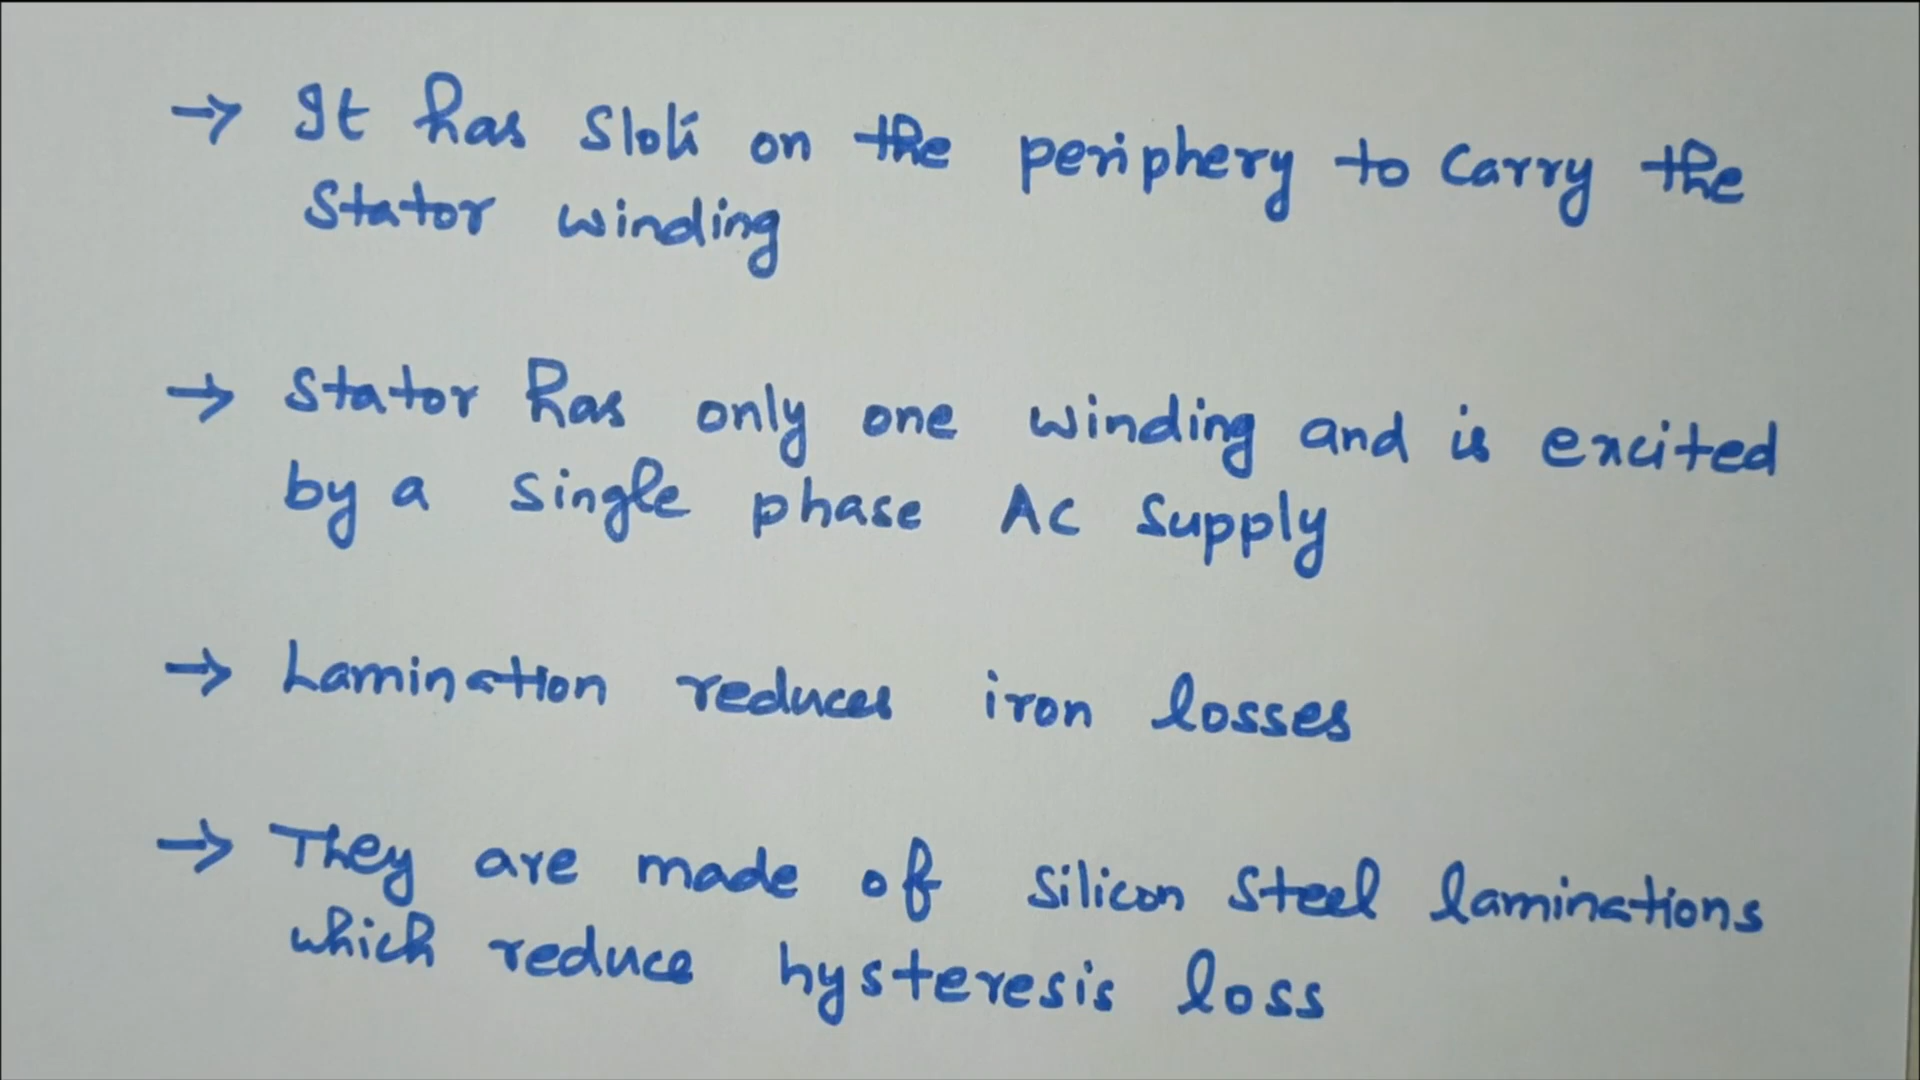 → It has slots on the periphery to carry the
stator winding
→ Stator has only one winding and is excited
by a single phase AC supply
→ Lamination reduces iron losses
→ They are made of silicon steel laminations
which reduce hysteresis loss